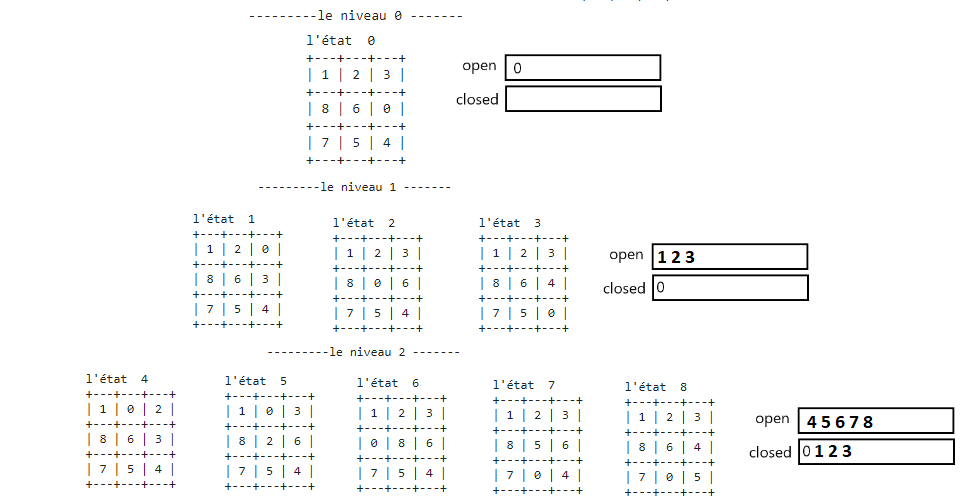 ---------le niveau 0 -------
l'état 0
+---+---+---+
| 1 | 2 | 3 |
+---+---+---+
| 8 | 6 | 0 |
+---+---+---+
| 7 | 5 | 4 |
+---+---+---+
open 0
closed
---------le niveau 1 -------
l'état 1
+---+---+---+
| 1 | 2 | 0 |
+---+---+---+
| 8 | 6 | 3 |
+---+---+---+
| 7 | 5 | 4 |
+---+---+---+
l'état 2
+---+---+---+
| 1 | 2 | 3 |
+---+---+---+
| 8 | 0 | 6 |
+---+---+---+
| 7 | 5 | 4 |
+---+---+---+
l'état 3
+---+---+---+
| 1 | 2 | 3 |
+---+---+---+
| 8 | 6 | 4 |
+---+---+---+
| 7 | 5 | 0 |
+---+---+---+
open 1 2 3
closed 0
---------le niveau 2 -------
l'état 4
+---+---+---+
| 1 | 0 | 2 |
+---+---+---+
| 8 | 6 | 3 |
+---+---+---+
| 7 | 5 | 4 |
+---+---+---+
l'état 5
+---+---+---+
| 1 | 0 | 3 |
+---+---+---+
| 8 | 2 | 6 |
+---+---+---+
| 7 | 5 | 4 |
+---+---+---+
l'état 6
+---+---+---+
| 1 | 2 | 3 |
+---+---+---+
| 0 | 8 | 6 |
+---+---+---+
| 7 | 5 | 4 |
+---+---+---+
l'état 7
+---+---+---+
| 1 | 2 | 3 |
+---+---+---+
| 8 | 5 | 6 |
+---+---+---+
| 7 | 0 | 4 |
+---+---+---+
l'état 8
+---+---+---+
| 1 | 2 | 3 |
+---+---+---+
| 8 | 6 | 4 |
+---+---+---+
| 7 | 0 | 5 |
+---+---+---+
open 4 5 6 7 8
closed 0 1 2 3